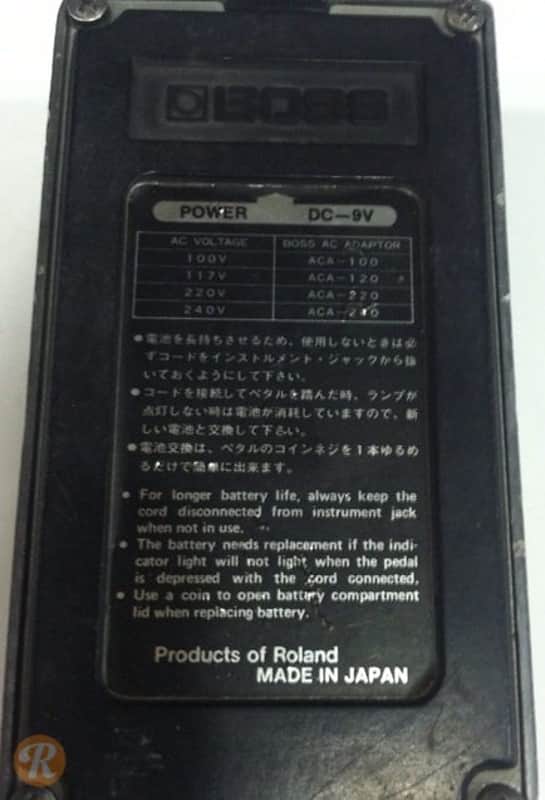 BOSS
POWER DC-9V
AC VOLTAGE BOSS AC ADAPTOR
100V ACA-100
117V ACA-120
220V ACA-220
240V ACA-240
●電池を長持ちさせるため、使用しないときは必
ずコードをインストルメント・ジャックから抜
いておくようにして下さい。
●コードを接続してペタルを踏んだ時、ランプが
点灯しない時は電池が消耗していますので、新
しい電池と交換して下さい。
●電池交換は、ペタルのコインネジを1本ゆるめ
るだけで簡単に出来ます。
● For longer battery life, always keep the
cord disconnected from instrument jack
when not in use.
● The battery needs replacement if the indi-
cator light will not light when the pedal
is depressed with the cord connected.
● Use a coin to open battery compartment
lid when replacing battery.
Products of Roland
MADE IN JAPAN
R